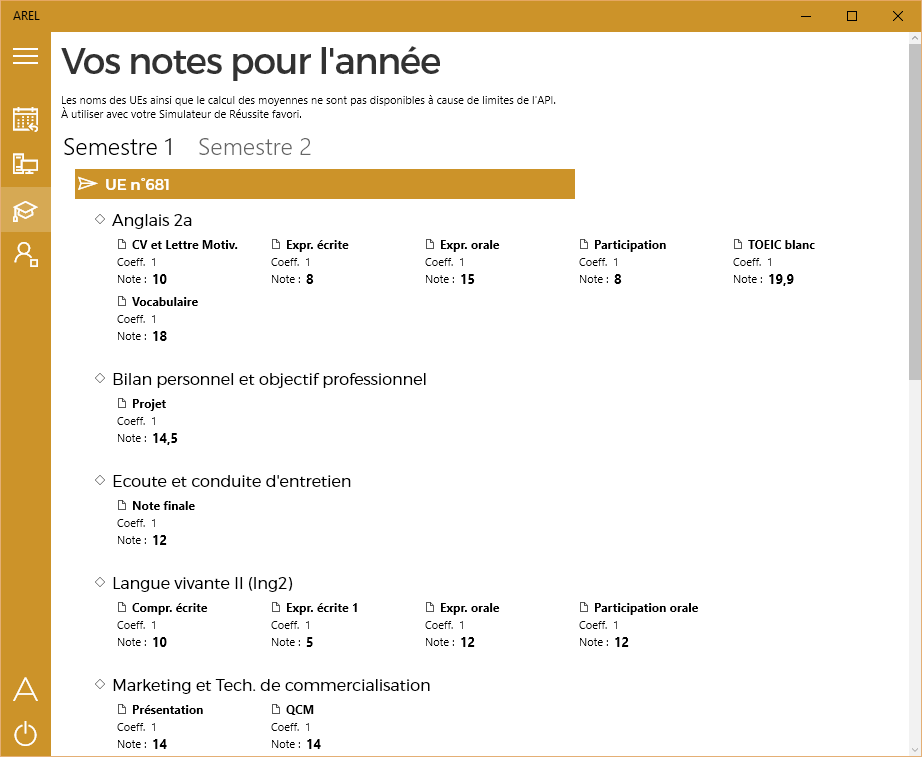 AREL
Vos notes pour l'année
Les noms des UEs ainsi que le calcul des moyennes ne sont pas disponibles à cause de limites de l'API.
À utiliser avec votre Simulateur de Réussite favori.
Semestre 1 Semestre 2
UE n°681
Anglais 2a
CV et Lettre Motiv. Expr. écrite Expr. orale Participation TOEIC blanc
Coeff. 1 Coeff. 1 Coeff. 1 Coeff. 1 Coeff. 1
Note : 10 Note : 8 Note : 15 Note : 8 Note : 19,9
Vocabulaire
Coeff. 1
Note : 18
Bilan personnel et objectif professionnel
Projet
Coeff. 1
Note : 14,5
Ecoute et conduite d'entretien
Note finale
Coeff. 1
Note : 12
Langue vivante II (Ing2)
Compr. écrite Expr. écrite 1 Expr. orale Participation orale
Coeff. 1 Coeff. 1 Coeff. 1 Coeff. 1
Note : 10 Note : 5 Note : 12 Note : 12
Marketing et Tech. de commercialisation
Présentation QCM
Coeff. 1 Coeff. 1
Note : 14 Note : 14